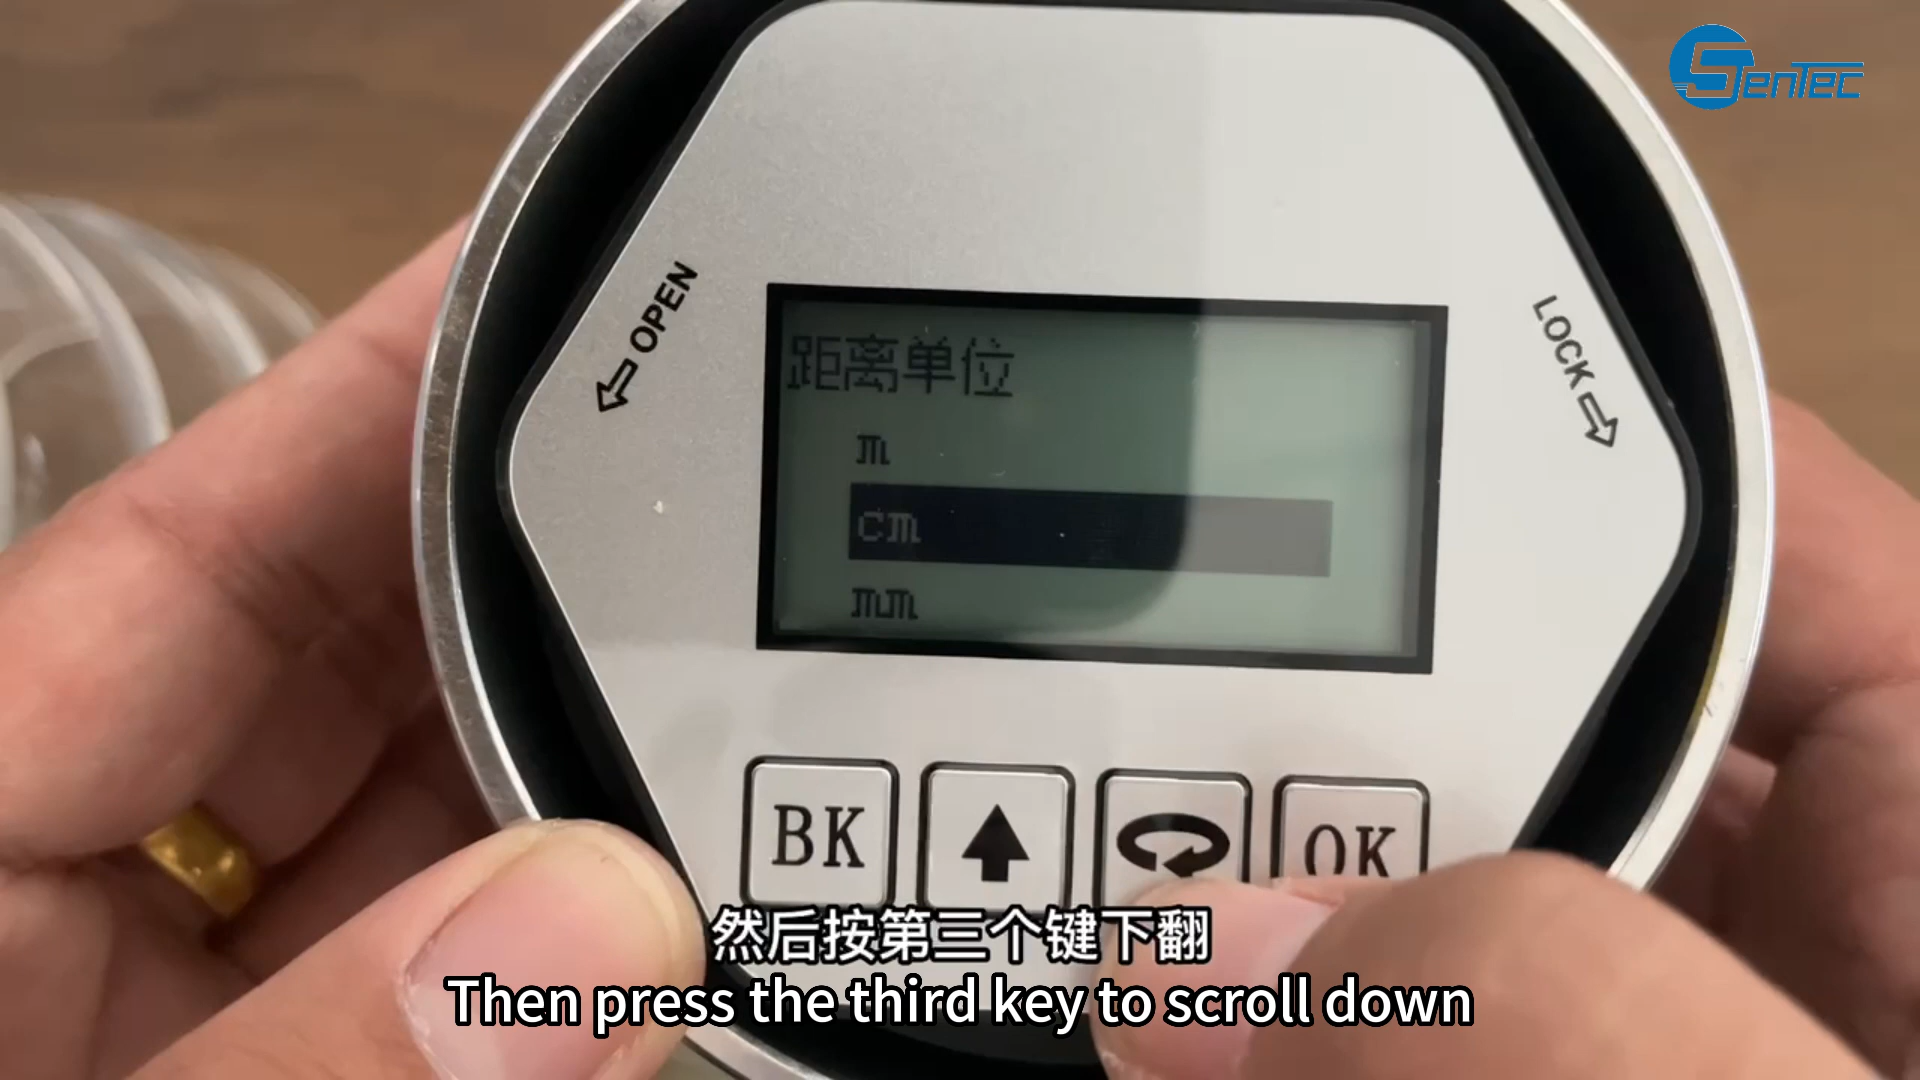 SenTec
OPEN
LOCK
距离单位
m
cm
mm
BK
OK
然后按第三个键下翻
Then press the third key to scroll down